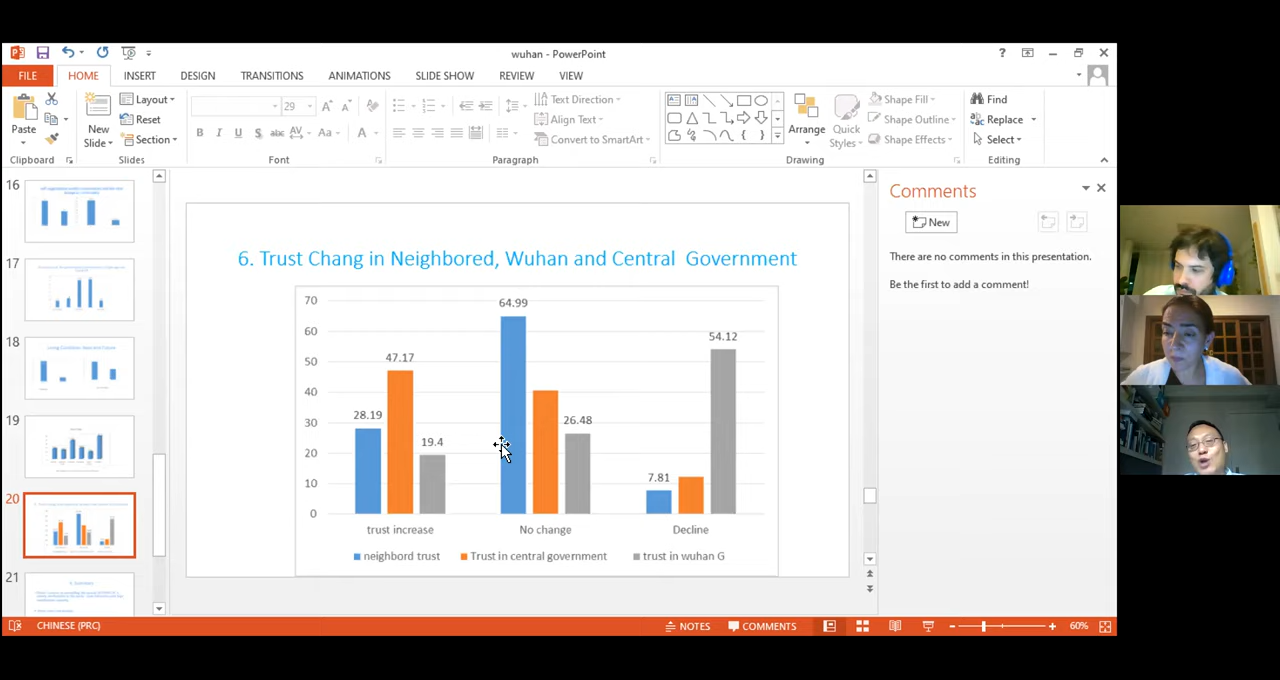 wuhan - PowerPoint
?
FILE HOME INSERT DESIGN TRANSITIONS ANIMATIONS SLIDE SHOW REVIEW VIEW
Paste
Clipboard
New
Slide
Layout
Reset
Section
Slides
29
B I U S abc AV Aa A
Font
Text Direction
Align Text
Convert to SmartArt
Paragraph
Arrange
Quick
Styles
Shape Fill
Shape Outline
Shape Effects
Drawing
Find
Replace
Select
Editing
16
17
18
19
20
21
6. Trust Chang in Neighbored, Wuhan and Central Government
70
60
50
40
30
20
10
0
28.19
47.17
19.4
64.99
26.48
7.81
54.12
trust increase No change Decline
neighbord trust Trust in central government trust in wuhan G
Comments
New
There are no comments in this presentation.
Be the first to add a comment!
CHINESE (PRC)
NOTES COMMENTS 60%